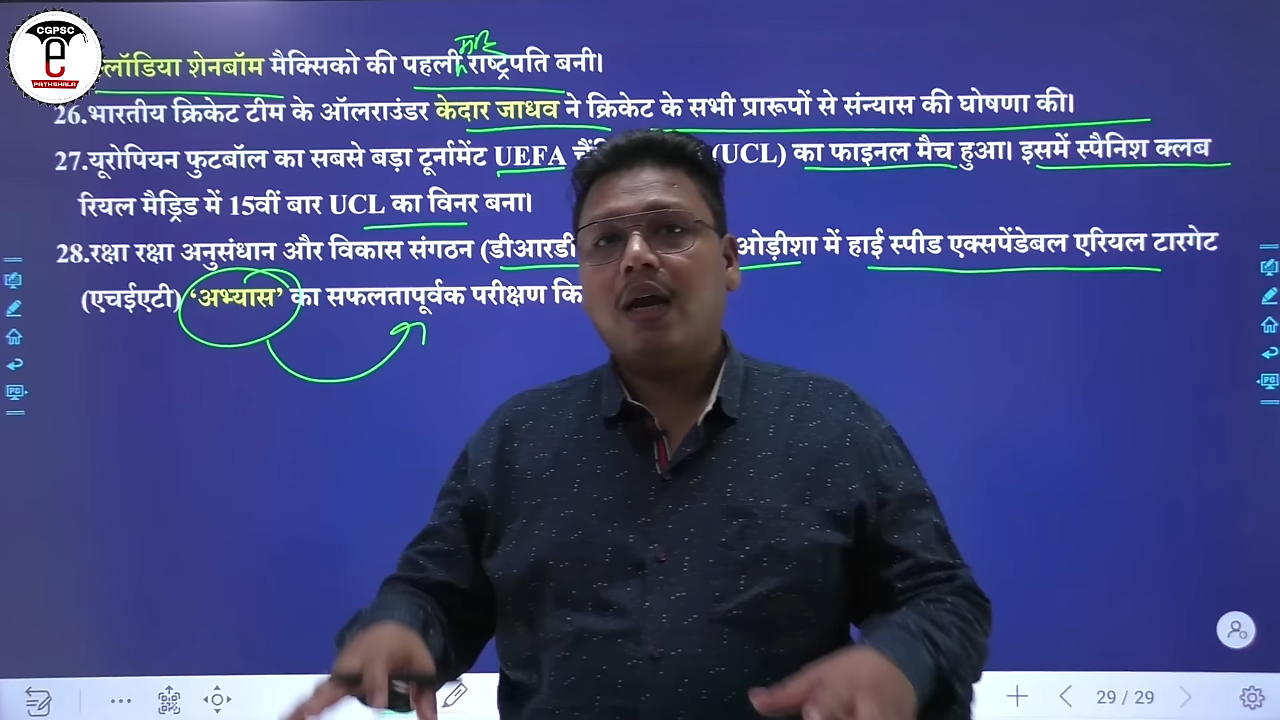 CGPSC
e
PATHSHALA
लॉडिया शेनबॉम मैक्सिको की पहली राष्ट्रपति बनी।
26.भारतीय क्रिकेट टीम के ऑलराउंडर केदार जाधव ने क्रिकेट के सभी प्रारूपों से संन्यास की घोषणा की।
27.यूरोपियन फुटबॉल का सबसे बड़ा टूर्नामेंट UEFA (UCL) का फाइनल मैच हुआ। इसमें स्पैनिश क्लब
रियल मैड्रिड में 15वीं बार UCL का विनर बना।
28.रक्षा रक्षा अनुसंधान और विकास संगठन (डीआरडी ओड़ीशा में हाई स्पीड एक्सपेंडेबल एरियल टारगेट
(एचईएटी) ‘अभ्यास’ का सफलतापूर्वक परीक्षण कि
29 / 29